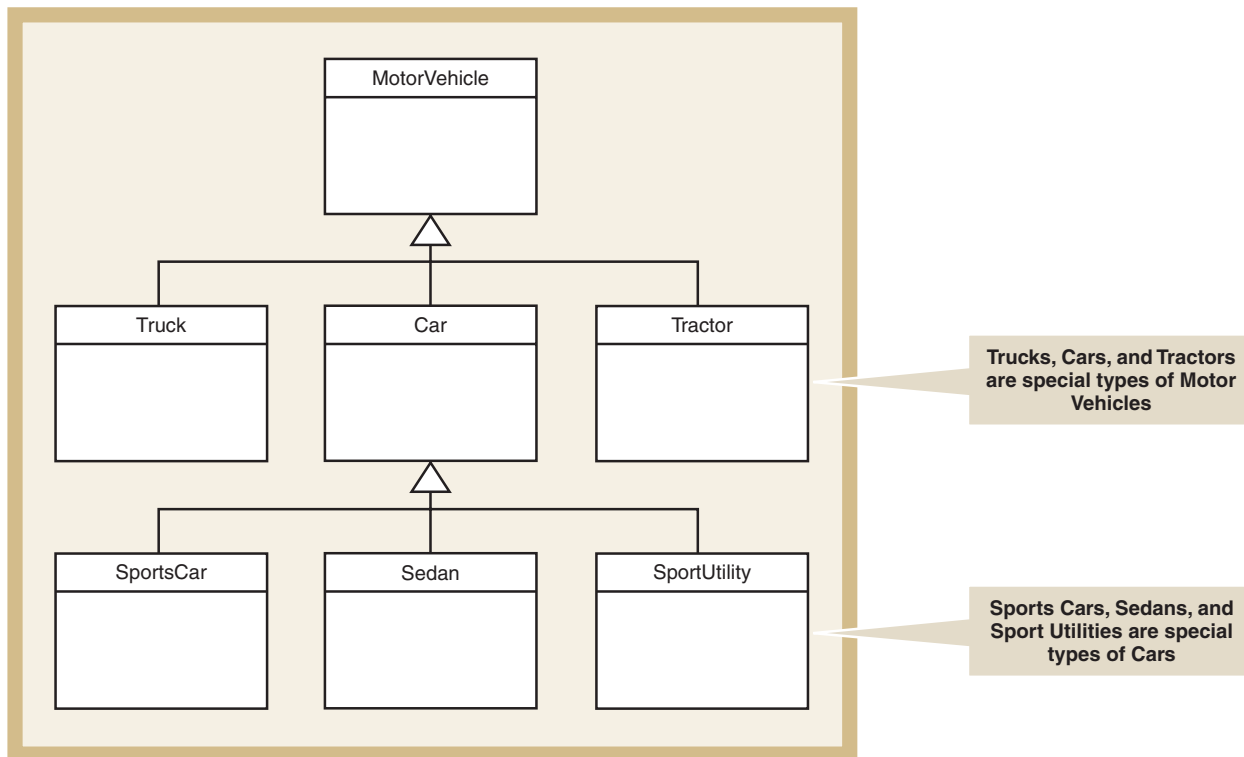 MotorVehicle
Truck
Car
Tractor
Trucks, Cars, and Tractors
are special types of Motor
Vehicles
SportsCar
Sedan
SportUtility
Sports Cars, Sedans, and
Sport Utilities are special
types of Cars